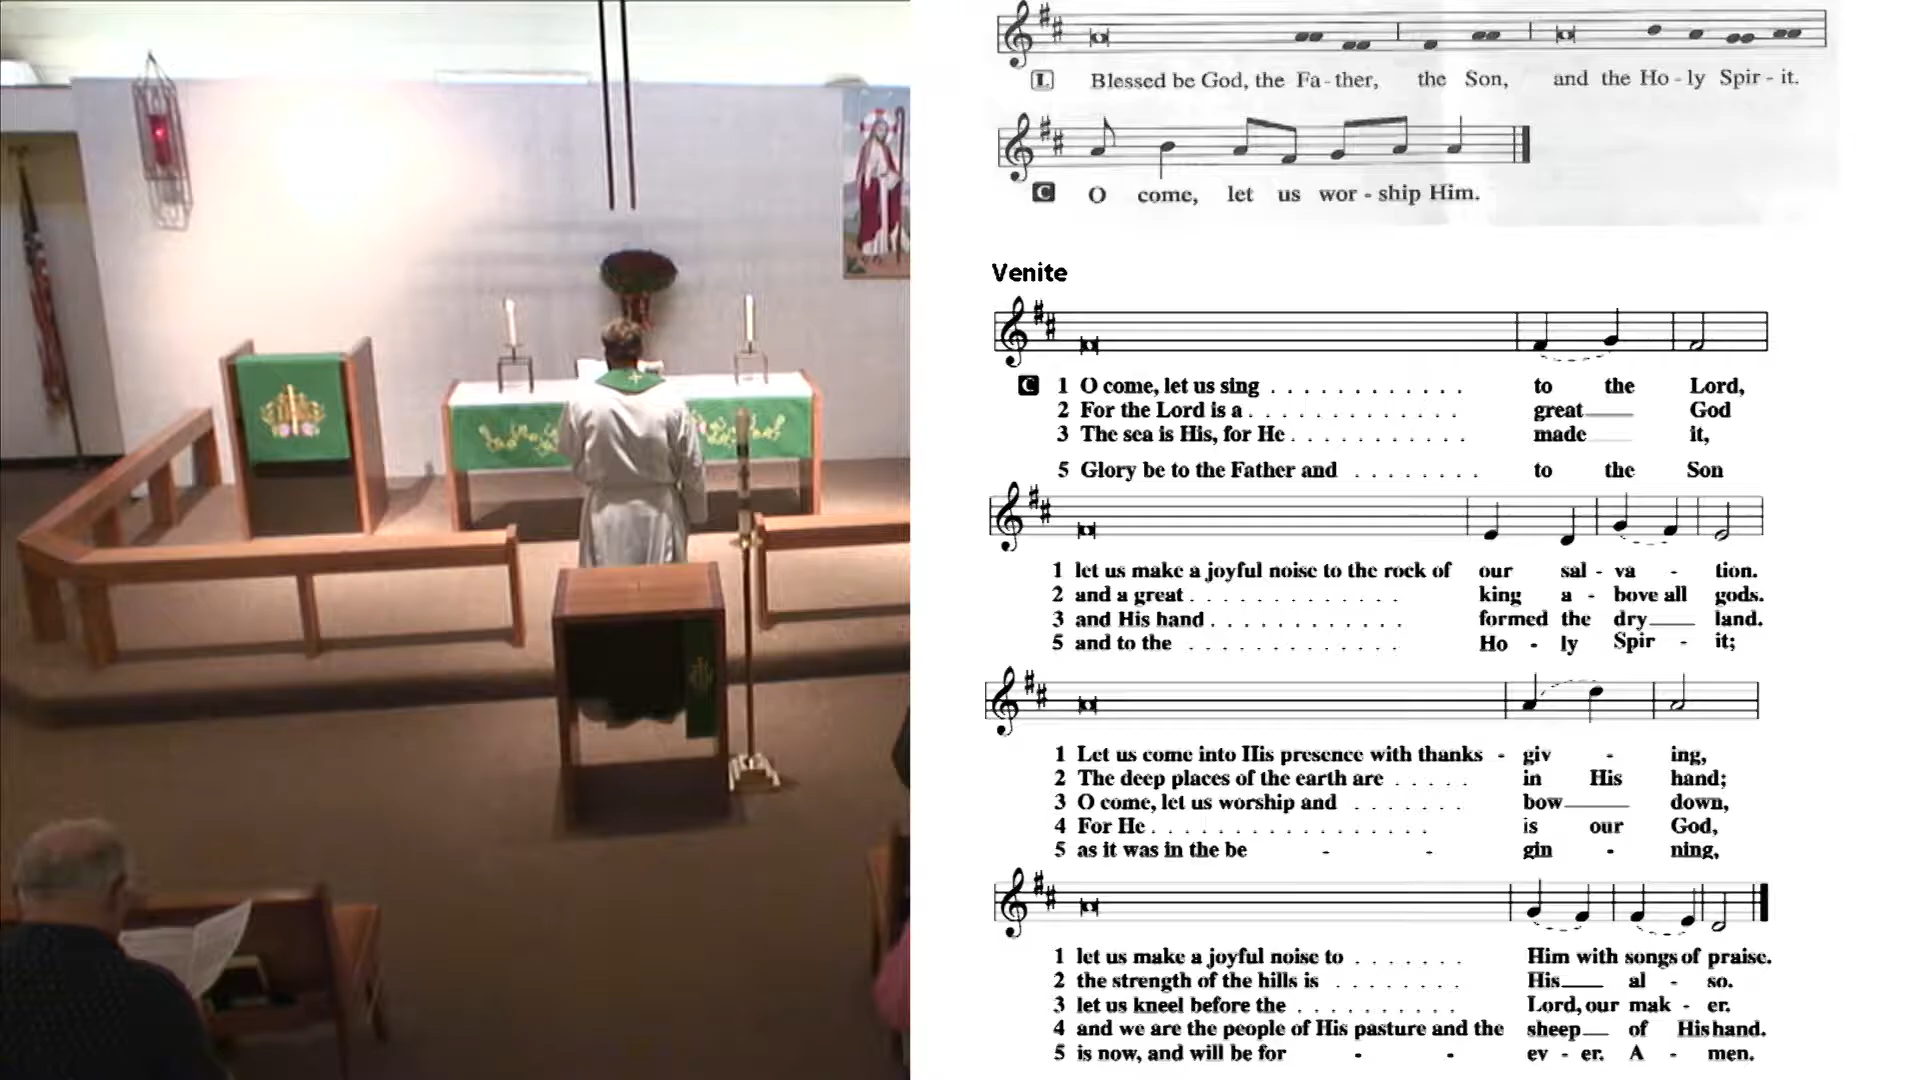 L Blessed be God, the Fa - ther, the Son, and the Ho - ly Spir - it.
C O come, let us wor - ship Him.
Venite
C 1 O come, let us sing . . . . . . . . . . . . . to the Lord,
2 For the Lord is a . . . . . . . . . . . . . great God
3 The sea is His, for He . . . . . . . . . . . made it,
5 Glory be to the Father and . . . . . . . . to the Son
1 let us make a joyful noise to the rock of our sal - va - tion.
2 and a great . . . . . . . . . . . . . king a - bove all gods.
3 and His hand . . . . . . . . . . . . formed the dry land.
5 and to the . . . . . . . . . . . . . Ho - ly Spir - it;
1 Let us come into His presence with thanks - giv - ing,
2 The deep places of the earth are . . . . . in His hand;
3 O come, let us worship and . . . . . . . bow down,
4 For He . . . . . . . . . . . . . . . . . is our God,
5 as it was in the be - - gin - ning,
1 let us make a joyful noise to . . . . . . . Him with songs of praise.
2 the strength of the hills is . . . . . . . . His al - so.
3 let us kneel before the . . . . . . . . . . Lord, our mak - er.
4 and we are the people of His pasture and the sheep of His hand.
5 is now, and will be for - - ev - er. A - men.